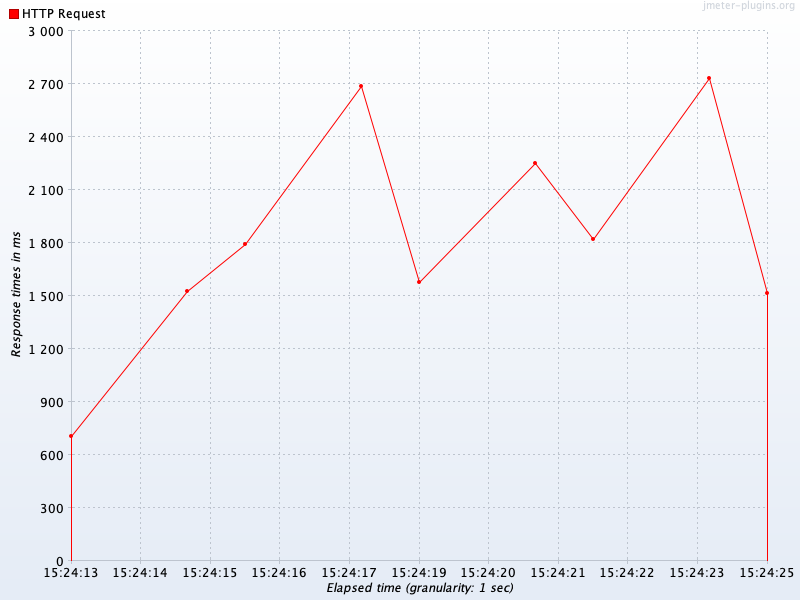 jmeter-plugins.org
HTTP Request
3 000
2 700
2 400
2 100
1 800
1 500
1 200
900
600
300
0
Response times in ms
15:24:13 15:24:14 15:24:15 15:24:16 15:24:17 15:24:19 15:24:20 15:24:21 15:24:22 15:24:23 15:24:25
Elapsed time (granularity: 1 sec)